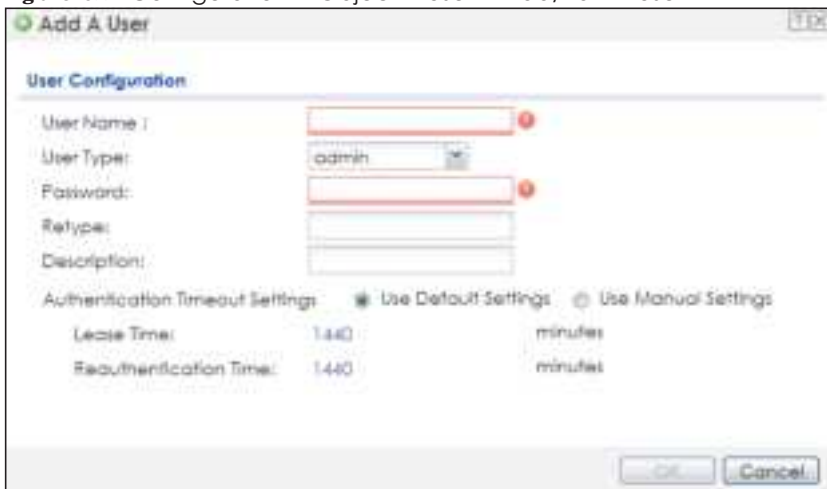 Add A User
User Configuration
User Name :
User Type: admin
Password:
Retype:
Description:
Authentication Timeout Settings Use Default Settings Use Manual Settings
Lease Time: 1440 minutes
Reauthentication Time: 1440 minutes
OK Cancel